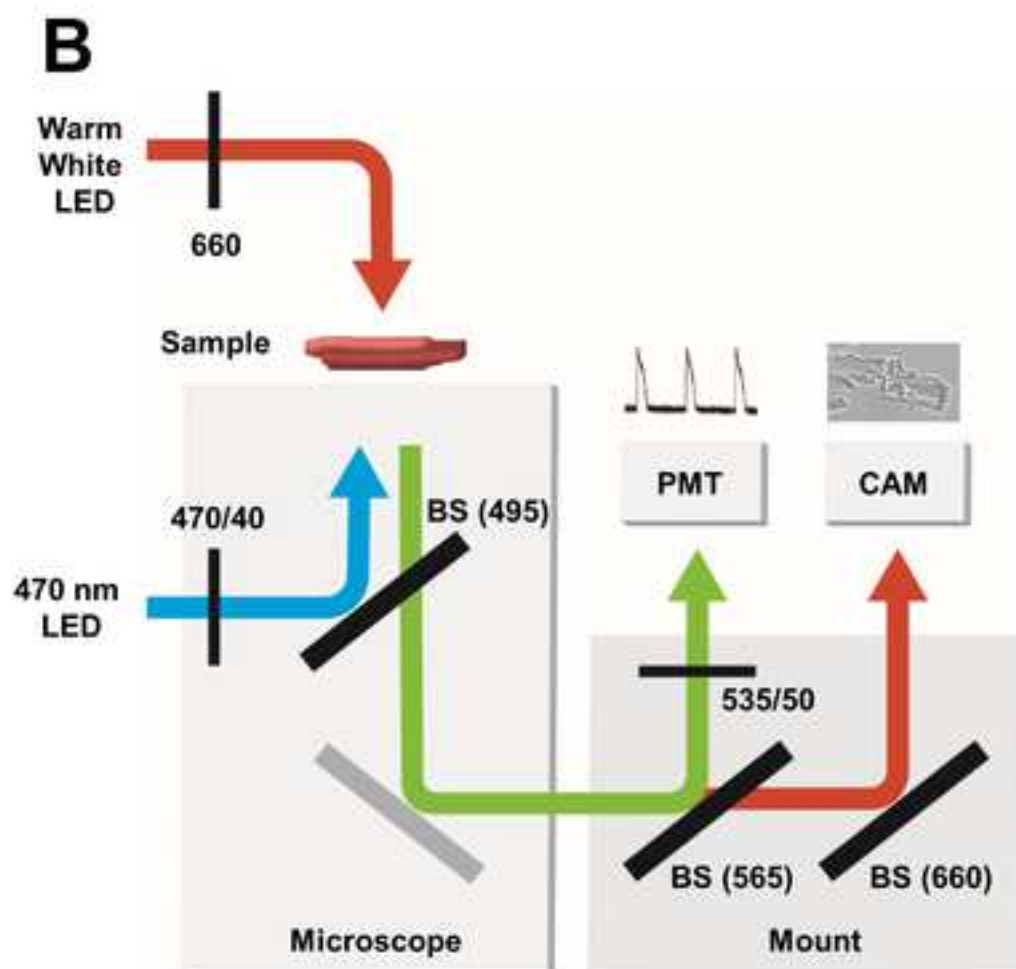 B
Warm
White
LED
660
Sample
470/40
BS (495)
PMT
CAM
470 nm
LED
535/50
BS (565)
BS (660)
Microscope
Mount